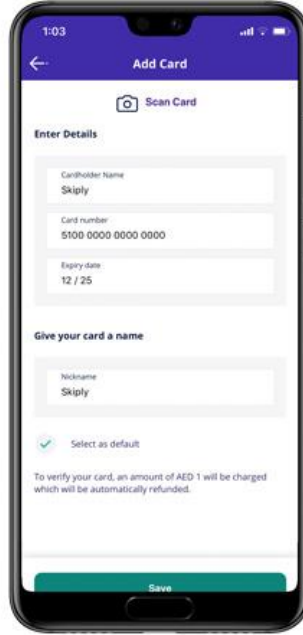 1:03
Add Card
Scan Card
Enter Details
Cardholder Name
Skiply
Card number
5100 0000 0000 0000
Expiry date
12 / 25
Give your card a name
Nickname
Skiply
Select as default
To verify your card, an amount of AED 1 will be charged
which will be automatically refunded.
Save